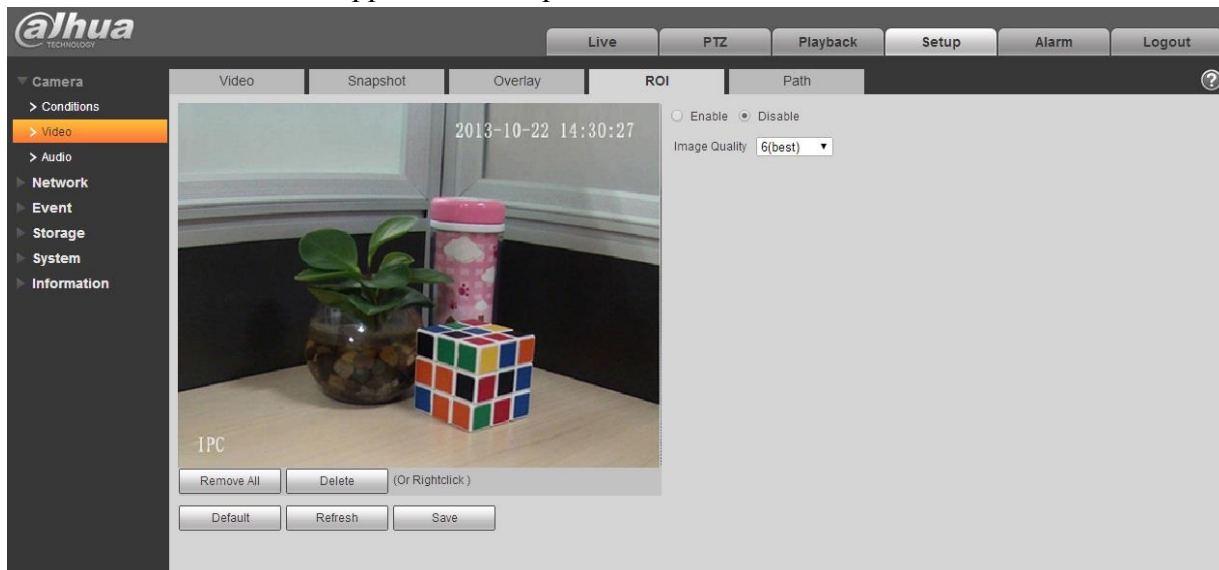 alhua
TECHNOLOGY
Live PTZ Playback Setup Alarm Logout
Camera
Video Snapshot Overlay ROI Path
?
> Conditions
> Video
> Audio
Network
Event
Storage
System
Information
2013-10-22 14:30:27
Enable Disable
Image Quality 6(best)
IPC
Remove All Delete (Or Rightclick )
Default Refresh Save